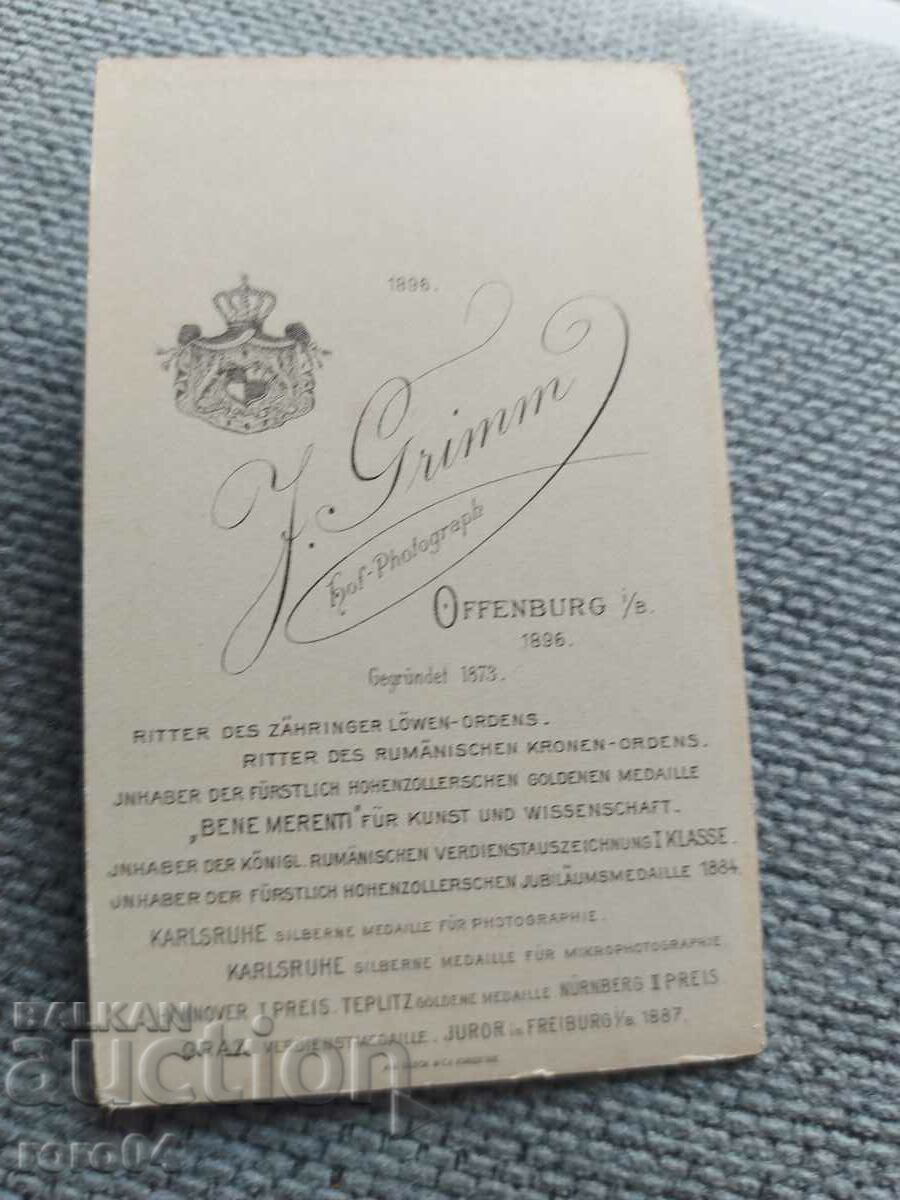 1896.
J. Grimm
Hof-Photograph
OFFENBURG i/B.
1896.
Gegründet 1873.
RITTER DES ZÄHRINGER LÖWEN-ORDENS.
RITTER DES RUMÄNISCHEN KRONEN-ORDENS.
JNHABER DER FÜRSTLICH HOHENZOLLERSCHEN GOLDENEN MEDAILLE
„BENE MERENTI" FÜR KUNST UND WISSENSCHAFT.
JNHABER DER KÖNIGL. RUMÄNISCHEN VERDIENSTAUSZEICHNUNG I KLASSE.
JNHABER DER FÜRSTLICH HOHENZOLLERSCHEN JUBILÄUMSMEDAILLE 1884.
KARLSRUHE SILBERNE MEDAILLE FÜR PHOTOGRAPHIE.
KARLSRUHE SILBERNE MEDAILLE FÜR MIKROPHOTOGRAPHIE.
HANNOVER I PREIS. TEPLITZ GOLDENE MEDAILLE NÜRNBERG II PREIS
GRAZ VERDIENSTMEDAILLE. JUROR in FREIBURG i/B. 1887.
BALKAN
auction
roro04